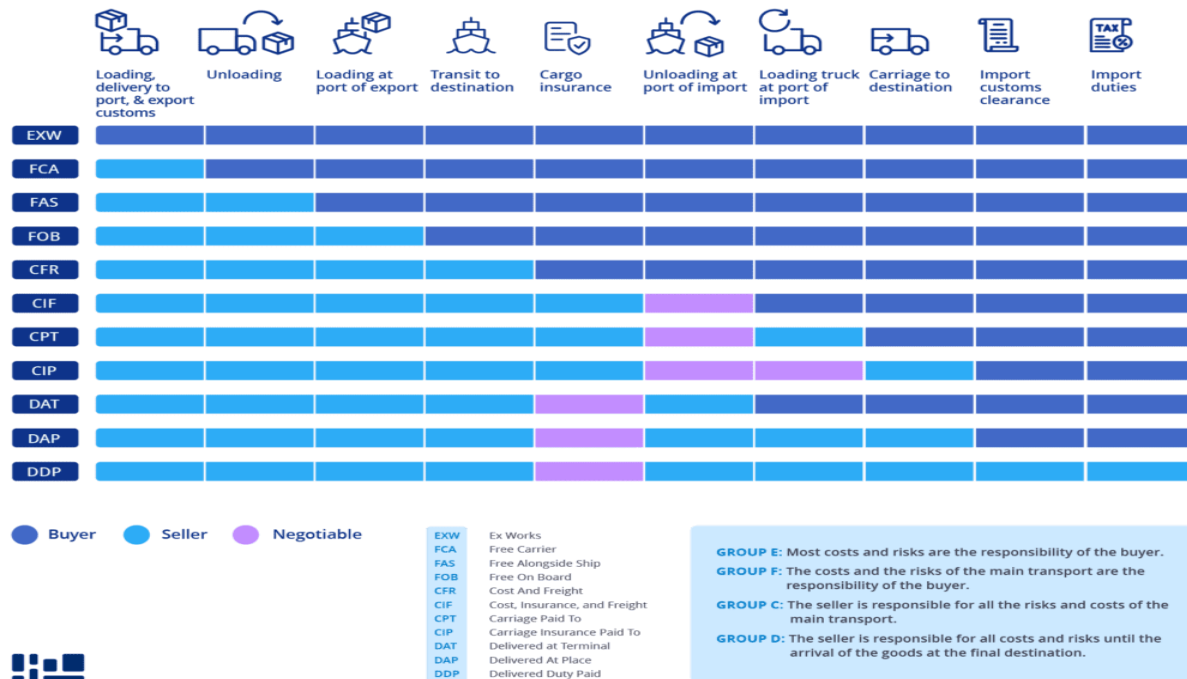 Loading,
delivery to
port, & export
customs
Unloading
Loading at
port of export
Transit to
destination
Cargo
insurance
Unloading at
port of import
Loading truck
at port of
import
Carriage to
destination
Import
customs
clearance
TAX
Import
duties
EXW
FCA
FAS
FOB
CFR
CIF
CPT
CIP
DAT
DAP
DDP
Buyer
Seller
Negotiable
EXW Ex Works
FCA Free Carrier
FAS Free Alongside Ship
FOB Free On Board
CFR Cost And Freight
CIF Cost, Insurance, and Freight
CPT Carriage Paid To
CIP Carriage Insurance Paid To
DAT Delivered at Terminal
DAP Delivered At Place
DDP Delivered Duty Paid
GROUP E: Most costs and risks are the responsibility of the buyer.
GROUP F: The costs and the risks of the main transport are the
responsibility of the buyer.
GROUP C: The seller is responsible for all the risks and costs of the
main transport.
GROUP D: The seller is responsible for all costs and risks until the
arrival of the goods at the final destination.